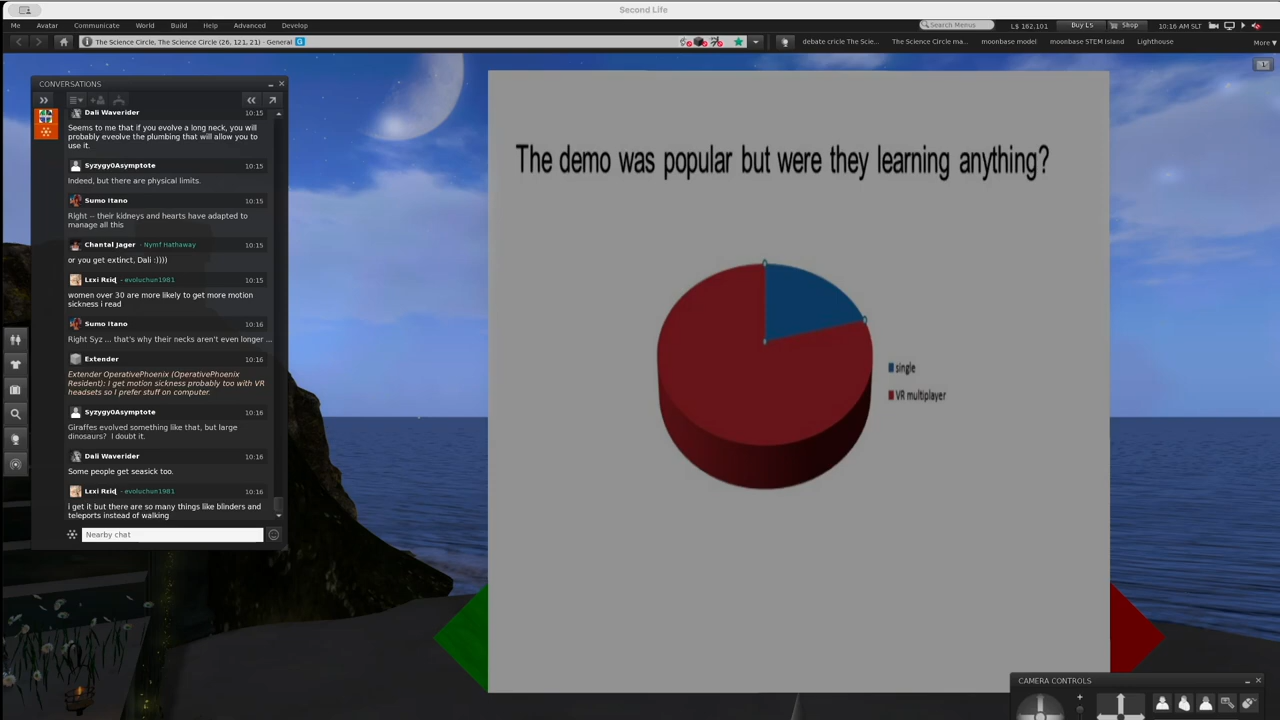 Second Life
Me Avatar Communicate World Build Help Advanced Develop
Search Menus
L$ 162,101 Buy L$ Shop 10:16 AM SLT
The Science Circle, The Science Circle (26, 121, 21) - General
debate cricle The Scie... The Science Circle ma... moonbase model moonbase STEM Island Lighthouse
More ▼
1
CONVERSATIONS
Dali Waverider 10:15
Seems to me that if you evolve a long neck, you will
probably eveolve the plumbing that will allow you to
use it.
Syzygy0Asymptote 10:15
Indeed, but there are physical limits.
Sumo Itano 10:15
Right -- their kidneys and hearts have adapted to
manage all this
Chantal Jager - Nymf Hathaway 10:15
or you get extinct, Dali :))))
- evoluchun1981 10:15
women over 30 are more likely to get more motion
sickness i read
Sumo Itano 10:16
Right Syz ... that's why their necks aren't even longer ...
Extender 10:16
Extender OperativePhoenix (OperativePhoenix
Resident): I get motion sickness probably too with VR
headsets so I prefer stuff on computer.
Syzygy0Asymptote 10:16
Giraffes evolved something like that, but large
dinosaurs? I doubt it.
Dali Waverider 10:16
Some people get seasick too.
- evoluchun1981 10:16
i get it but there are so many things like blinders and
teleports instead of walking
Nearby chat
The demo was popular but were they learning anything?
single
VR multiplayer
CAMERA CONTROLS